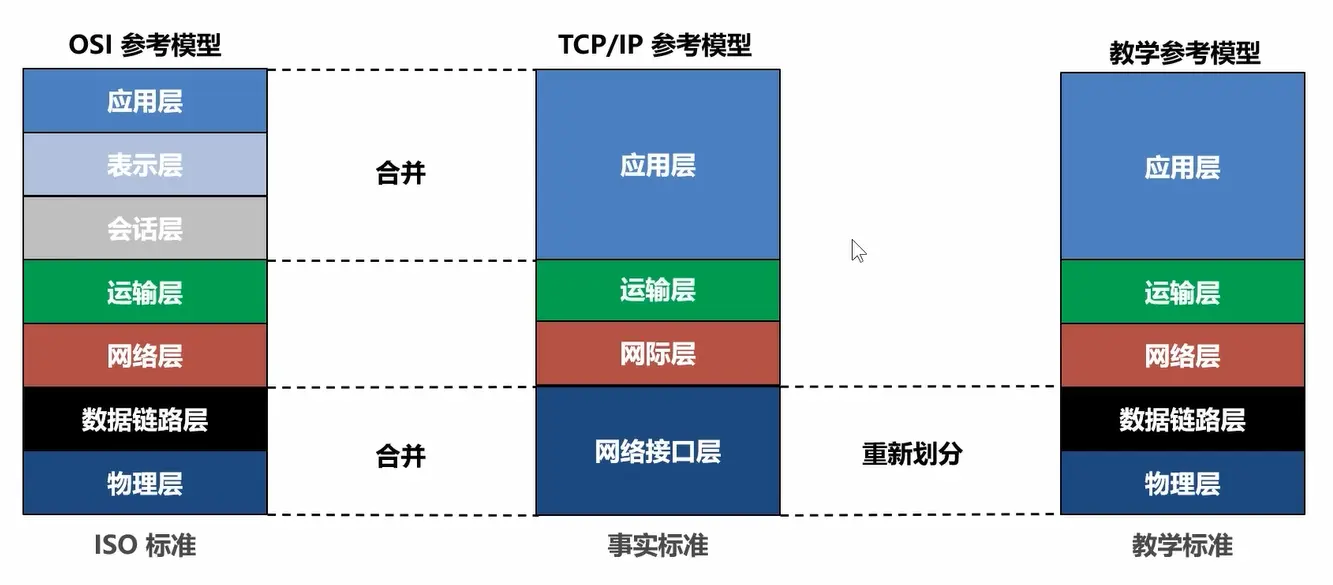 OSI 参考模型
应用层
表示层
会话层
运输层
网络层
数据链路层
物理层
ISO 标准
合并
合并
TCP/IP 参考模型
应用层
运输层
网际层
网络接口层
事实标准
重新划分
教学参考模型
应用层
运输层
网络层
数据链路层
物理层
教学标准